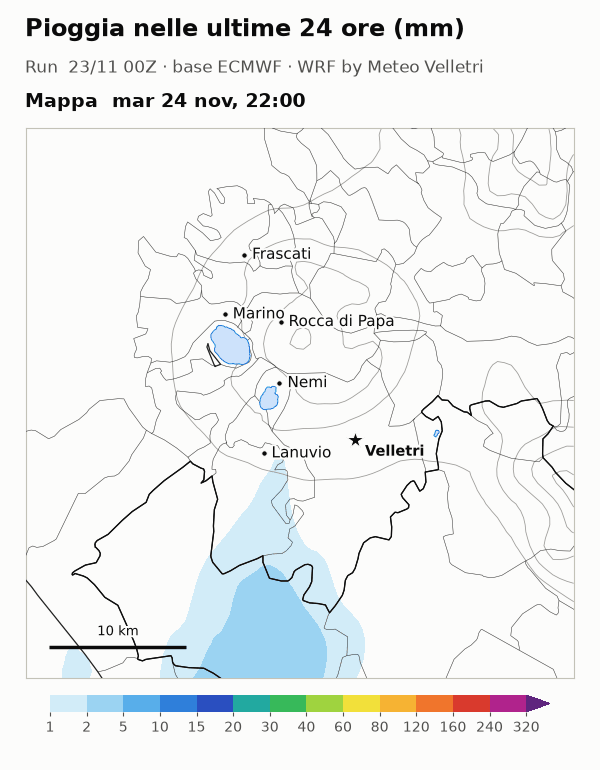 Pioggia nelle ultime 24 ore (mm)
Run  23/11 00Z · base ECMWF · WRF by Meteo Velletri
Mappa  mar 24 nov, 22:00
Frascati
Marino
Rocca di Papa
Nemi
Velletri
Lanuvio
10 km
1 2 5 10 15 20 30 40 60 80 120 160 240 320